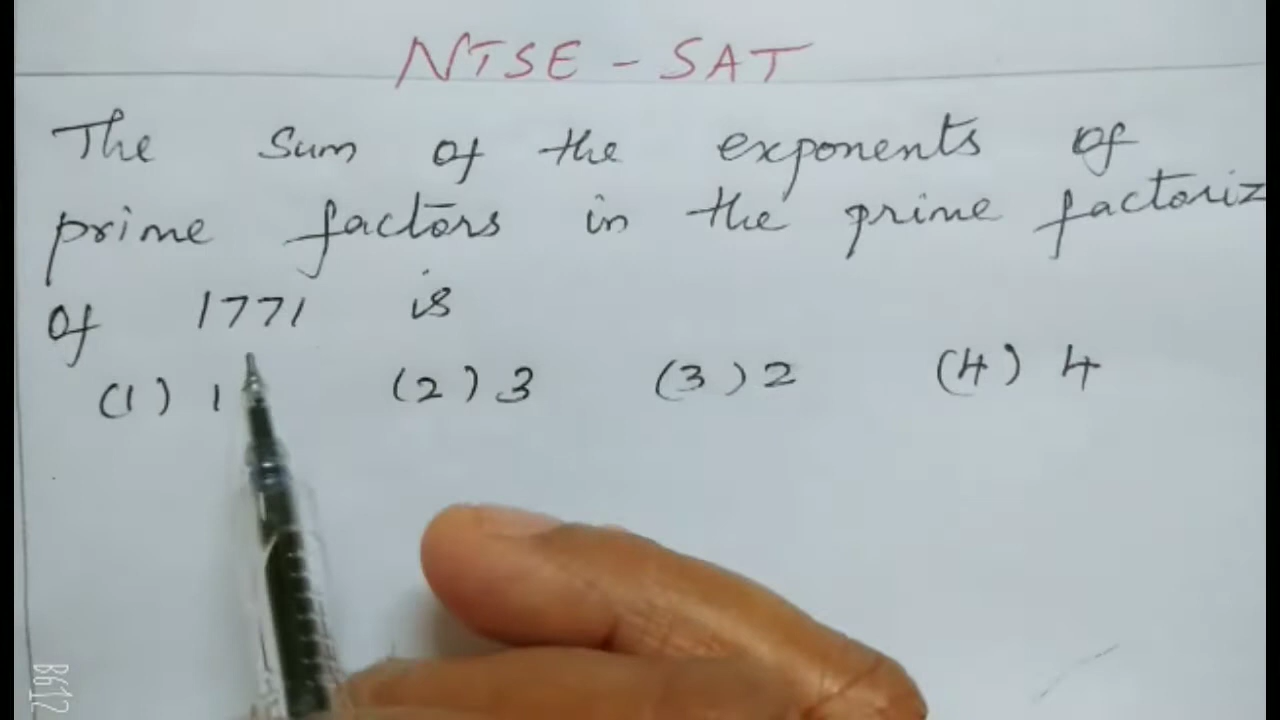 NTSE - SAT
The Sum of the exponents of
prime factors in the prime factoriz
of 1771 is
(1) 1 (2) 3 (3) 2 (4) 4
B612